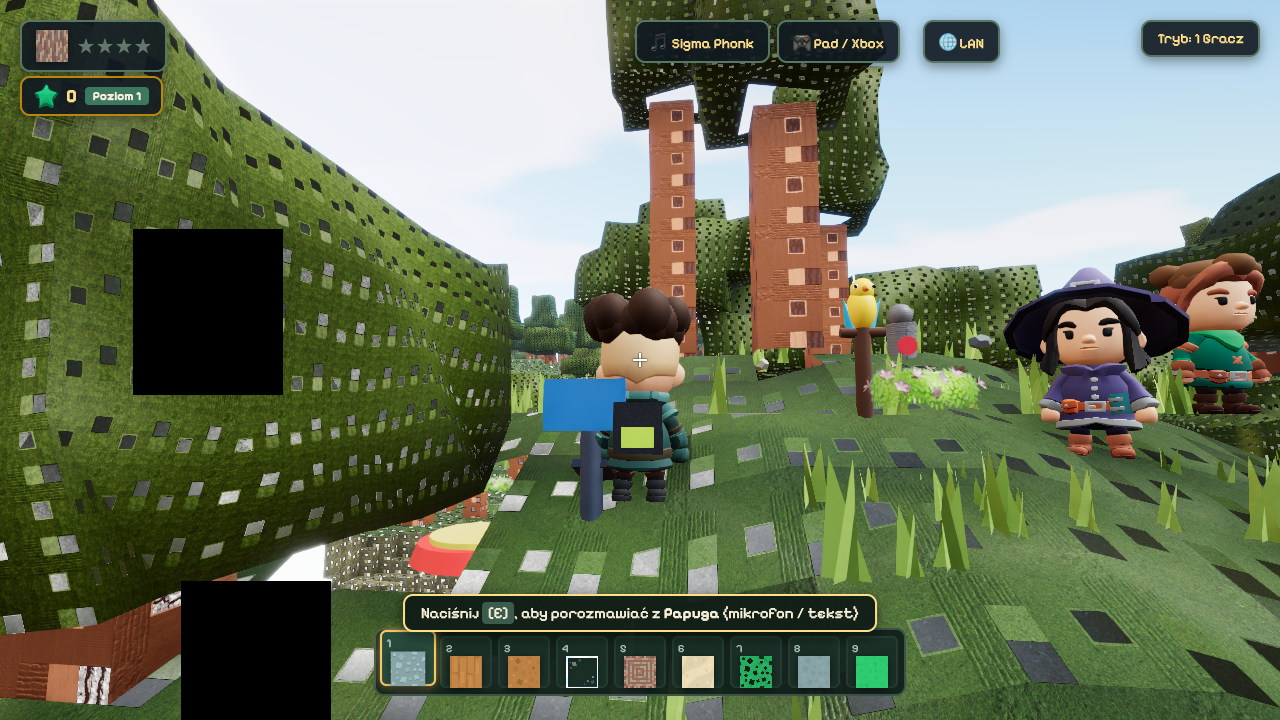 Sigma Phonk
Pad / Xbox
LAN
Tryb: 1 Gracz
0 Poziom 1
Naciśnij (E), aby porozmawiać z Papuga (mikrofon / tekst)
1 2 3 4 5 6 7 8 9